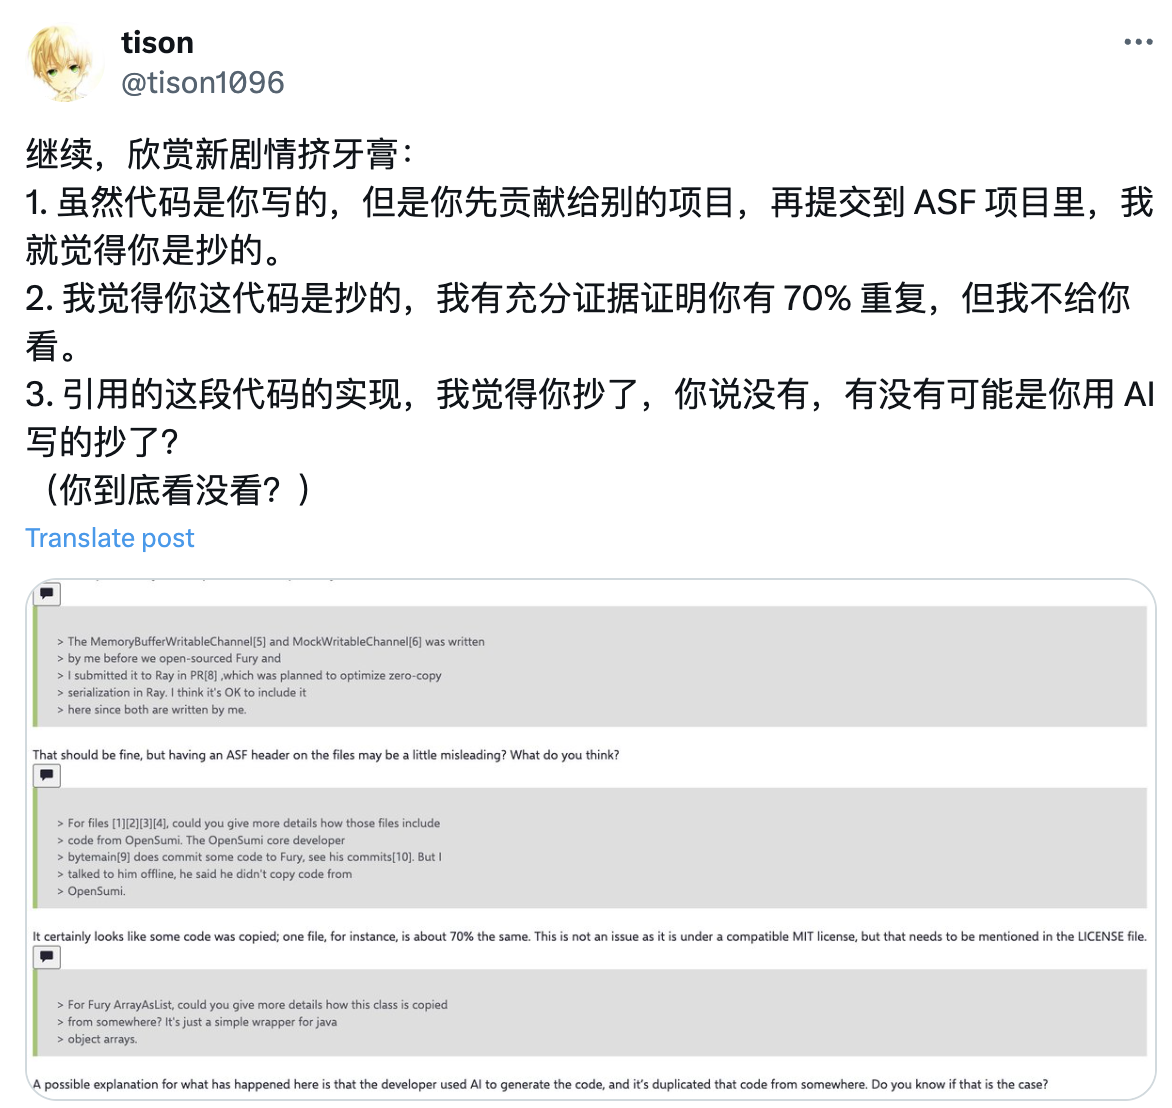 tison
@tison1096
继续，欣赏新剧情挤牙膏：
1. 虽然代码是你写的，但是你先贡献给别的项目，再提交到 ASF 项目里，我
就觉得你是抄的。
2. 我觉得你这代码是抄的，我有充分证据证明你有 70% 重复，但我不给你
看。
3. 引用的这段代码的实现，我觉得你抄了，你说没有，有没有可能是你用 AI
写的抄了？
（你到底看没看？）
Translate post
> The MemoryBufferWritableChannel[5] and MockWritableChannel[6] was written
> by me before we open-sourced Fury and
> I submitted it to Ray in PR[8] ,which was planned to optimize zero-copy
> serialization in Ray. I think it's OK to include it
> here since both are written by me.
That should be fine, but having an ASF header on the files may be a little misleading? What do you think?
> For files [1][2][3][4], could you give more details how those files include
> code from OpenSumi. The OpenSumi core developer
> bytemain[9] does commit some code to Fury, see his commits[10]. But I
> talked to him offline, he said he didn't copy code from
> OpenSumi.
It certainly looks like some code was copied; one file, for instance, is about 70% the same. This is not an issue as it is under a compatible MIT license, but that needs to be mentioned in the LICENSE file.
> For Fury ArrayAsList, could you give more details how this class is copied
> from somewhere? It's just a simple wrapper for java
> object arrays.
A possible explanation for what has happened here is that the developer used AI to generate the code, and it's duplicated that code from somewhere. Do you know if that is the case?